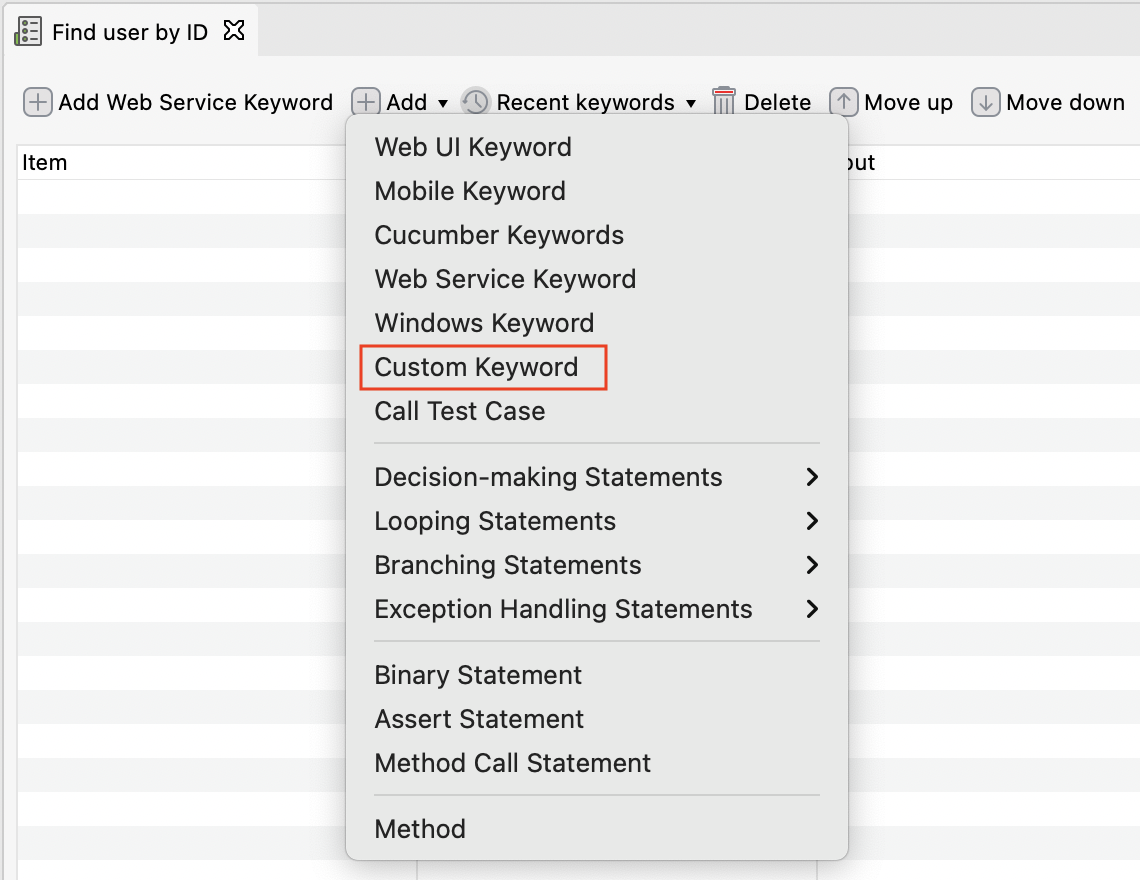 Find user by ID
Add Web Service Keyword Add Recent keywords Delete Move up Move down
Item
Web UI Keyword
Mobile Keyword
Cucumber Keywords
Web Service Keyword
Windows Keyword
Custom Keyword
Call Test Case
Decision-making Statements
Looping Statements
Branching Statements
Exception Handling Statements
Binary Statement
Assert Statement
Method Call Statement
Method